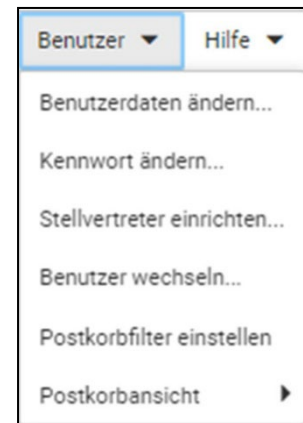 Benutzer Hilfe
Benutzerdaten ändern...
Kennwort ändern...
Stellvertreter einrichten...
Benutzer wechseln...
Postkorbfilter einstellen
Postkorbansicht